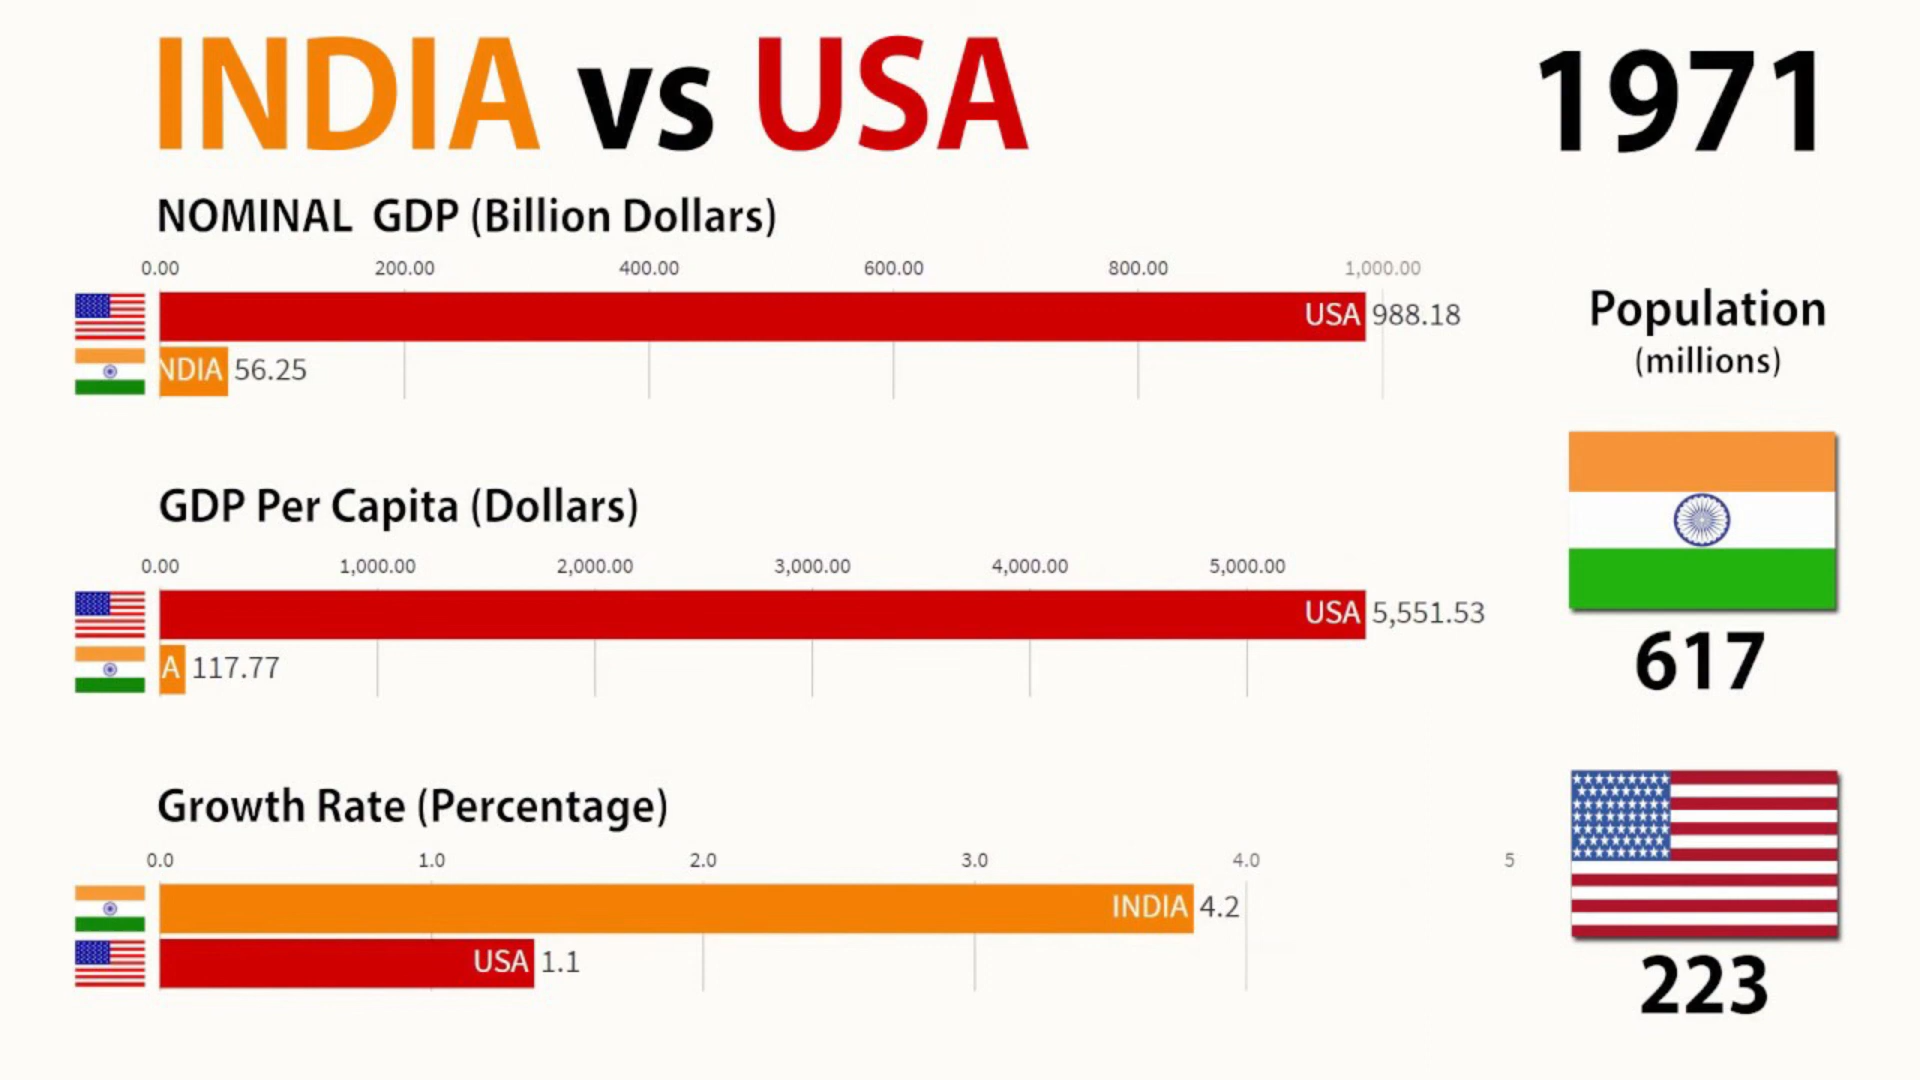 INDIA vs USA
1971
NOMINAL GDP (Billion Dollars)
0.00 200.00 400.00 600.00 800.00 1,000.00
USA 988.18
NDIA 56.25
GDP Per Capita (Dollars)
0.00 1,000.00 2,000.00 3,000.00 4,000.00 5,000.00
USA 5,551.53
A 117.77
Growth Rate (Percentage)
0.0 1.0 2.0 3.0 4.0 5
INDIA 4.2
USA 1.1
Population
(millions)
617
223